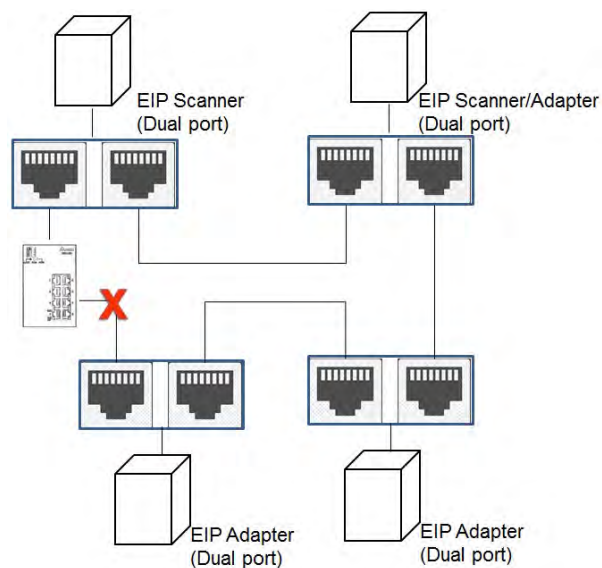 EIP Scanner
(Dual port)
EIP Scanner/Adapter
(Dual port)
X
EIP Adapter
(Dual port)
EIP Adapter
(Dual port)